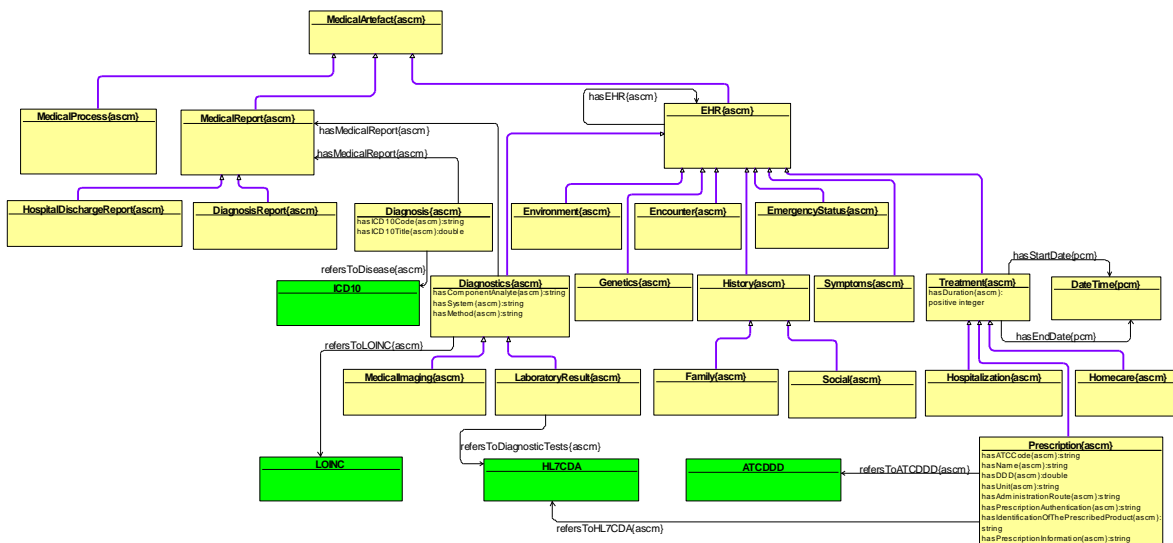 MedicalArtefact{ascm}
hasEHR{ascm}
MedicalProcess{ascm}
MedicalReport{ascm}
EHR{ascm}
hasMedicalReport{ascm}
hasMedicalReport{ascm}
HospitalDischargeReport{ascm}
DiagnosisReport{ascm}
Diagnosis{ascm}
hasICD10Code{ascm}:string
hasICD10Title{ascm}:double
Environment{ascm}
Encounter{ascm}
EmergencyStatus{ascm}
hasStartDate{pcm}
refersToDisease{ascm}
ICD10
Diagnostics{ascm}
hasComponentAnalyte{ascm}:string
hasSystem{ascm}:string
hasMethod{ascm}:string
Genetics{ascm}
History{ascm}
Symptoms{ascm}
Treatment{ascm}
hasDuration{ascm}:
positive integer
DateTime{pcm}
hasEndDate{pcm}
refersToLOINC{ascm}
MedicalImaging{ascm}
LaboratoryResult{ascm}
Family{ascm}
Social{ascm}
Hospitalization{ascm}
Homecare{ascm}
refersToDiagnosticTests{ascm}
LOINC
HL7CDA
ATCDDD
refersToATCDDD{ascm}
Prescription{ascm}
hasATCCode{ascm}:string
hasName{ascm}:string
hasDDD{ascm}:double
hasUnit{ascm}:string
hasAdministrationRoute{ascm}:string
hasPrescriptionAuthentication{ascm}:string
hasIdentificationOfThePrescribedProduct{ascm}:
string
hasPrescriptionInformation{ascm}:string
refersToHL7CDA{ascm}